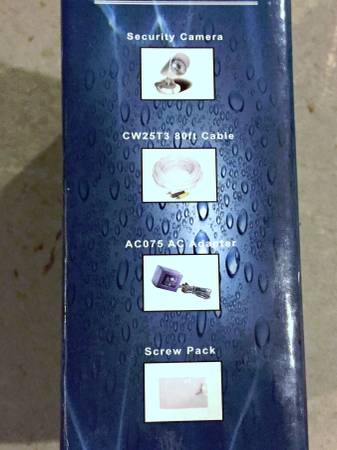 Security Camera
CW25T3 80ft Cable
AC075 AC Adapter
Screw Pack